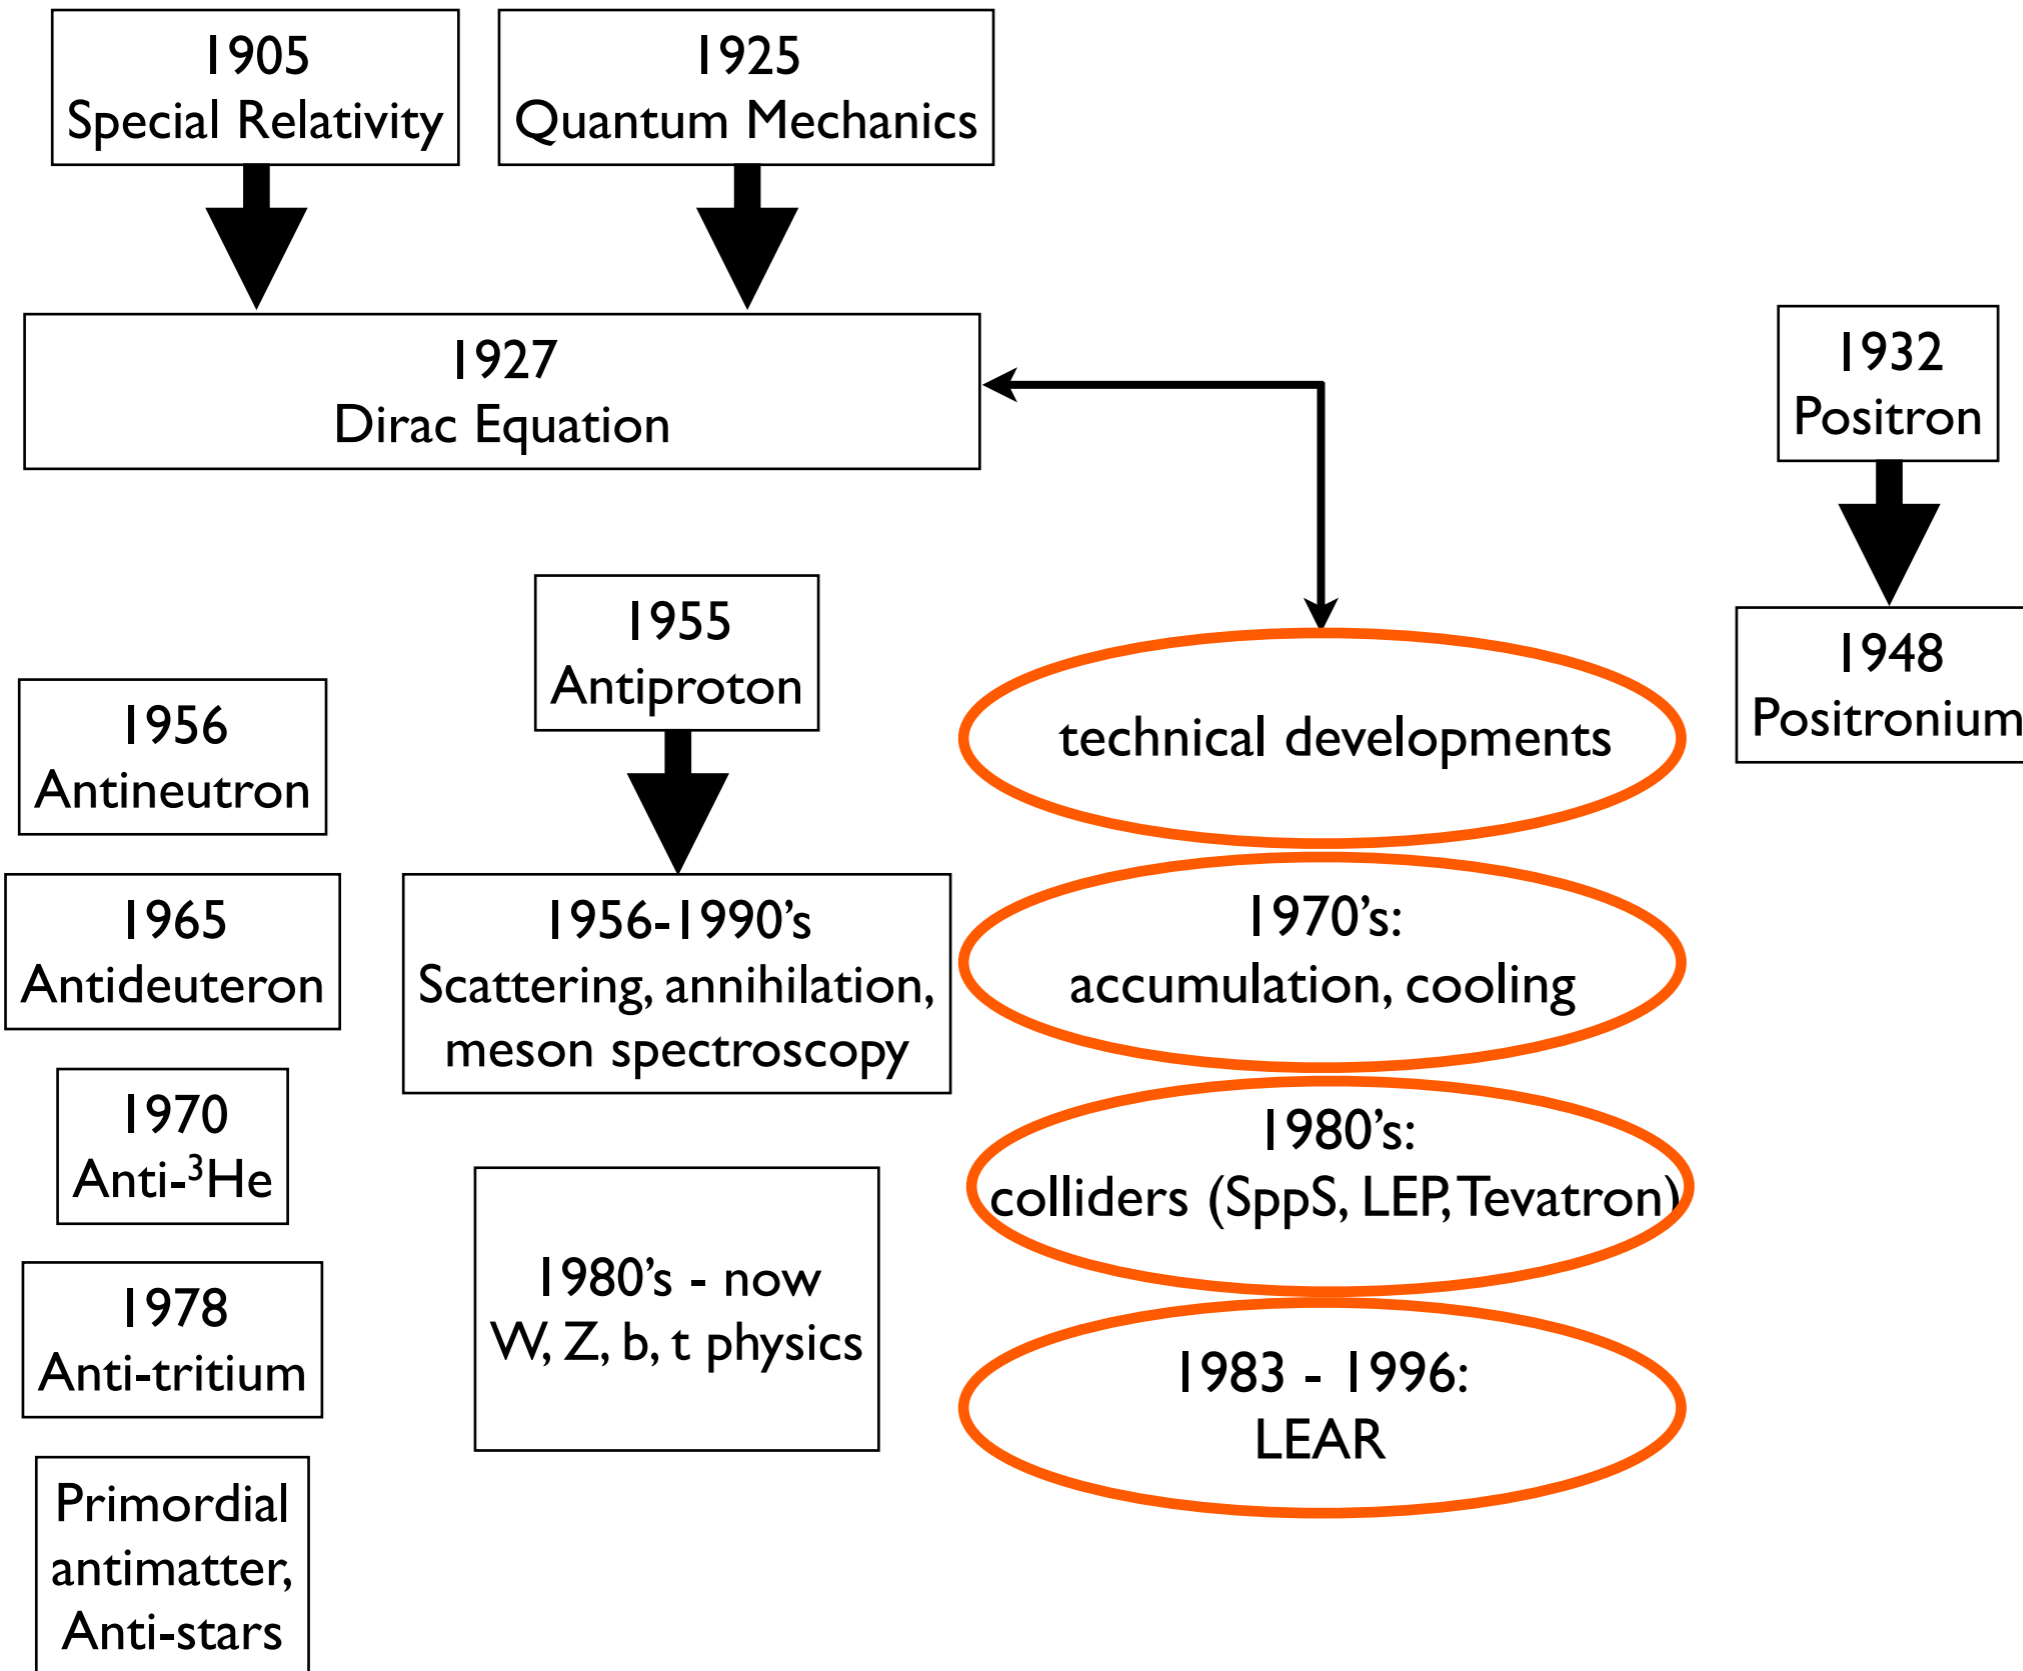 1905
Special Relativity
1925
Quantum Mechanics
1927
Dirac Equation
1932
Positron
1948
Positronium
1955
Antiproton
technical developments
1956
Antineutron
1965
Antideuteron
1956-1990’s
Scattering, annihilation,
meson spectroscopy
1970’s:
accumulation, cooling
1970
Anti-³He
1980’s:
colliders (SppS, LEP, Tevatron)
1980’s - now
W, Z, b, t physics
1978
Anti-tritium
1983 - 1996:
LEAR
Primordial
antimatter,
Anti-stars